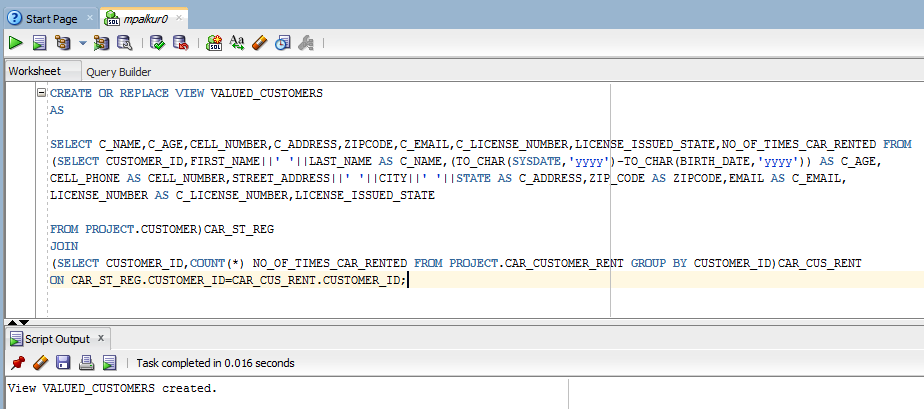 Start Page
mpalkur0
Worksheet
Query Builder
CREATE OR REPLACE VIEW VALUED_CUSTOMERS
AS
SELECT C_NAME,C_AGE,CELL_NUMBER,C_ADDRESS,ZIPCODE,C_EMAIL,C_LICENSE_NUMBER,LICENSE_ISSUED_STATE,NO_OF_TIMES_CAR_RENTED FROM
(SELECT CUSTOMER_ID,FIRST_NAME||' '||LAST_NAME AS C_NAME,(TO_CHAR(SYSDATE,'yyyy')-TO_CHAR(BIRTH_DATE,'yyyy')) AS C_AGE,
CELL_PHONE AS CELL_NUMBER,STREET_ADDRESS||' '||CITY||' '||STATE AS C_ADDRESS,ZIP_CODE AS ZIPCODE,EMAIL AS C_EMAIL,
LICENSE_NUMBER AS C_LICENSE_NUMBER,LICENSE_ISSUED_STATE
FROM PROJECT.CUSTOMER)CAR_ST_REG
JOIN
(SELECT CUSTOMER_ID,COUNT(*) NO_OF_TIMES_CAR_RENTED FROM PROJECT.CAR_CUSTOMER_RENT GROUP BY CUSTOMER_ID)CAR_CUS_RENT
ON CAR_ST_REG.CUSTOMER_ID=CAR_CUS_RENT.CUSTOMER_ID;
Script Output x
Task completed in 0.016 seconds
View VALUED_CUSTOMERS created.